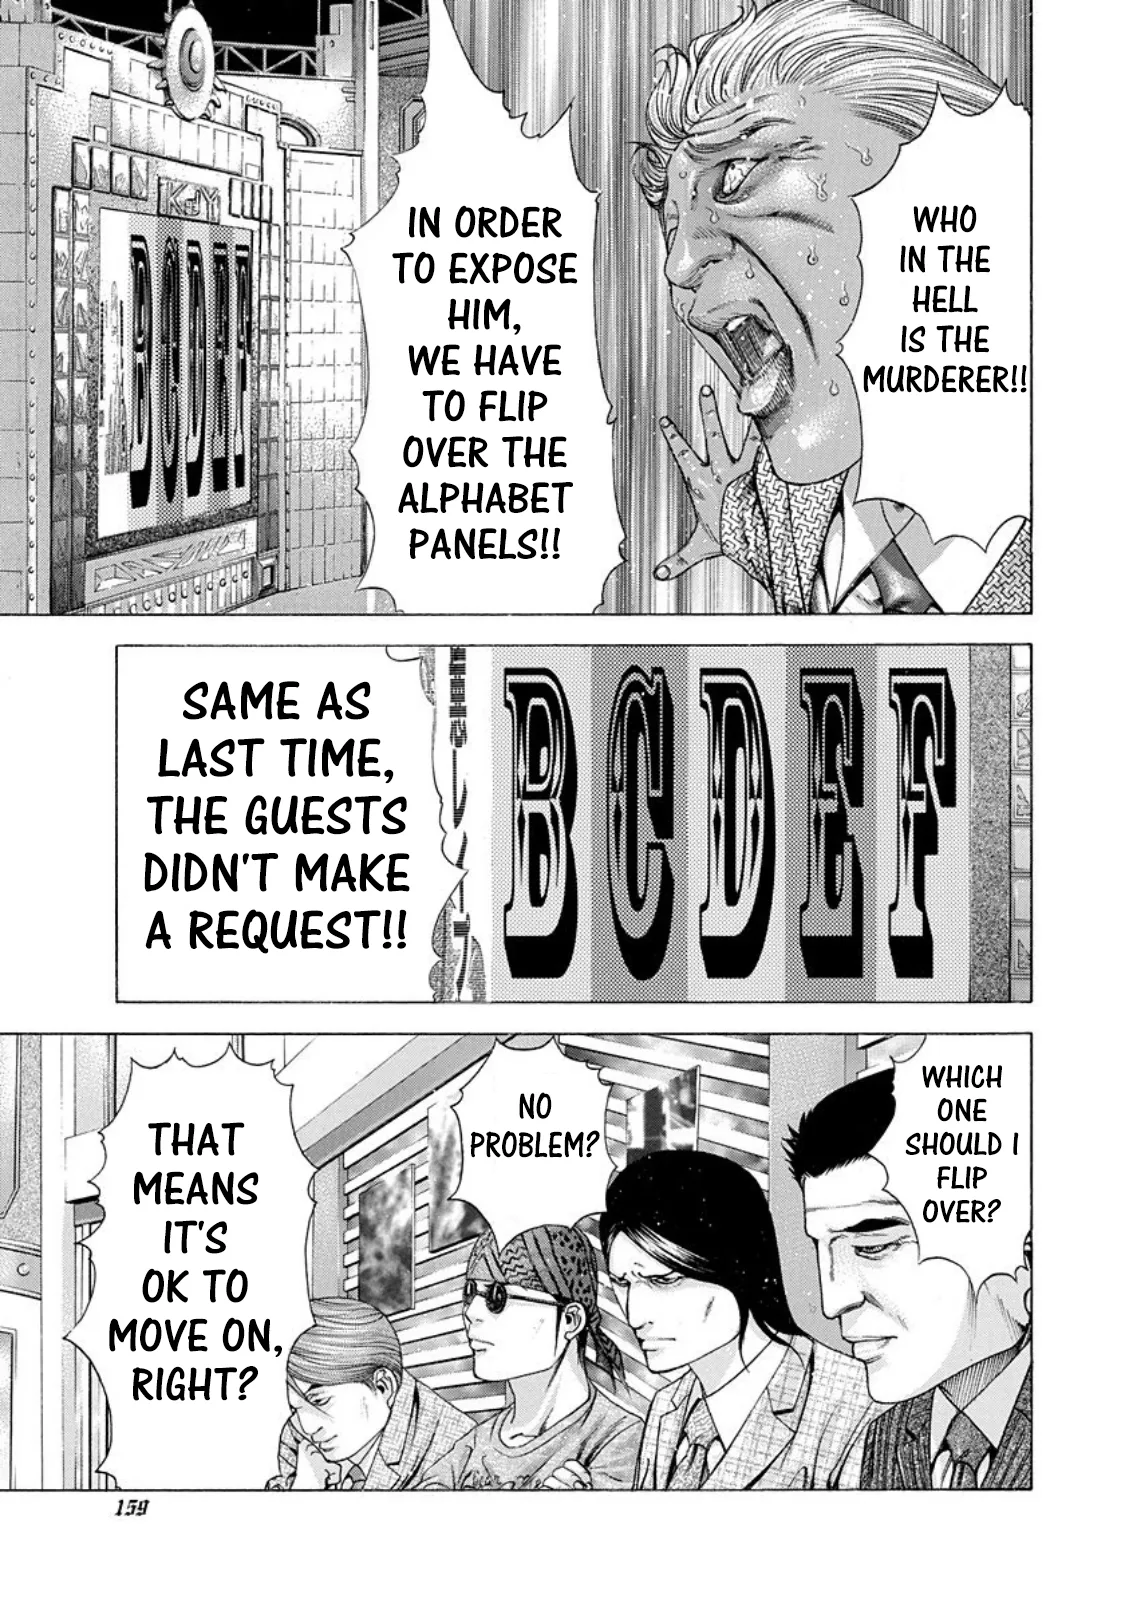 WHO
IN THE
HELL
IS THE
MURDERER!!
IN ORDER
TO EXPOSE
HIM,
WE HAVE
TO FLIP
OVER THE
ALPHABET
PANELS!!
BCDEF
SAME AS
LAST TIME,
THE GUESTS
DIDN'T MAKE
A REQUEST!!
BCDEF
WHICH
ONE
SHOULD I
FLIP
OVER?
NO
PROBLEM?
THAT
MEANS
IT'S
OK TO
MOVE ON,
RIGHT?
159